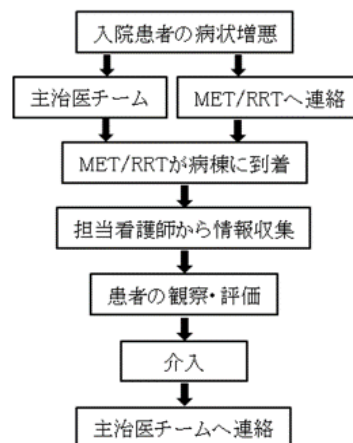 入院患者の病状増悪
主治医チーム
MET/RRTへ連絡
MET/RRTが病棟に到着
担当看護師から情報収集
患者の観察・評価
介入
主治医チームへ連絡